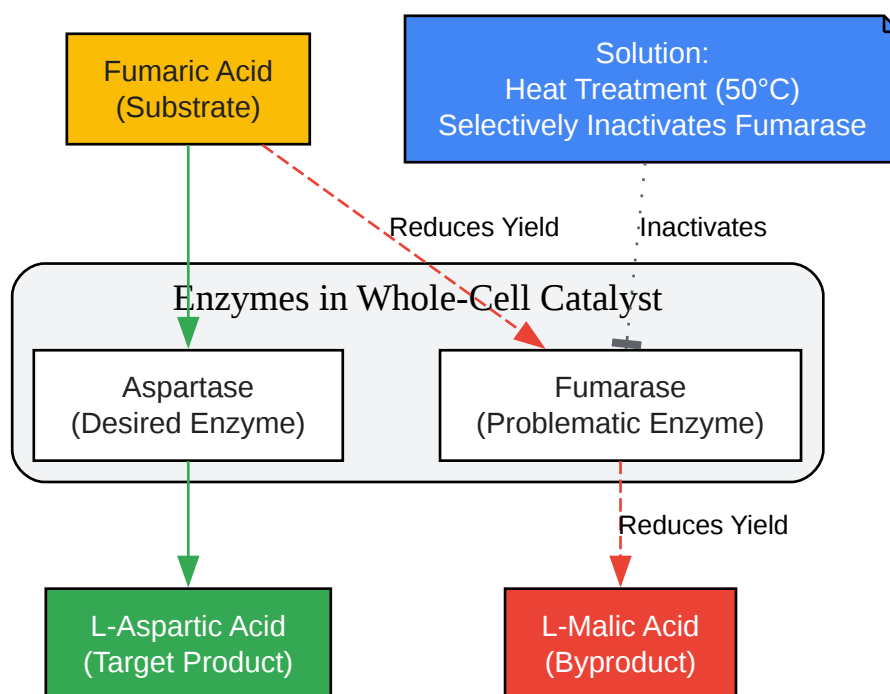 Fumaric Acid
(Substrate)
Solution:
Heat Treatment (50°C)
Selectively Inactivates Fumarase
Reduces Yield
Inactivates
Enzymes in Whole-Cell Catalyst
Aspartase
(Desired Enzyme)
Fumarase
(Problematic Enzyme)
Reduces Yield
L-Aspartic Acid
(Target Product)
L-Malic Acid
(Byproduct)